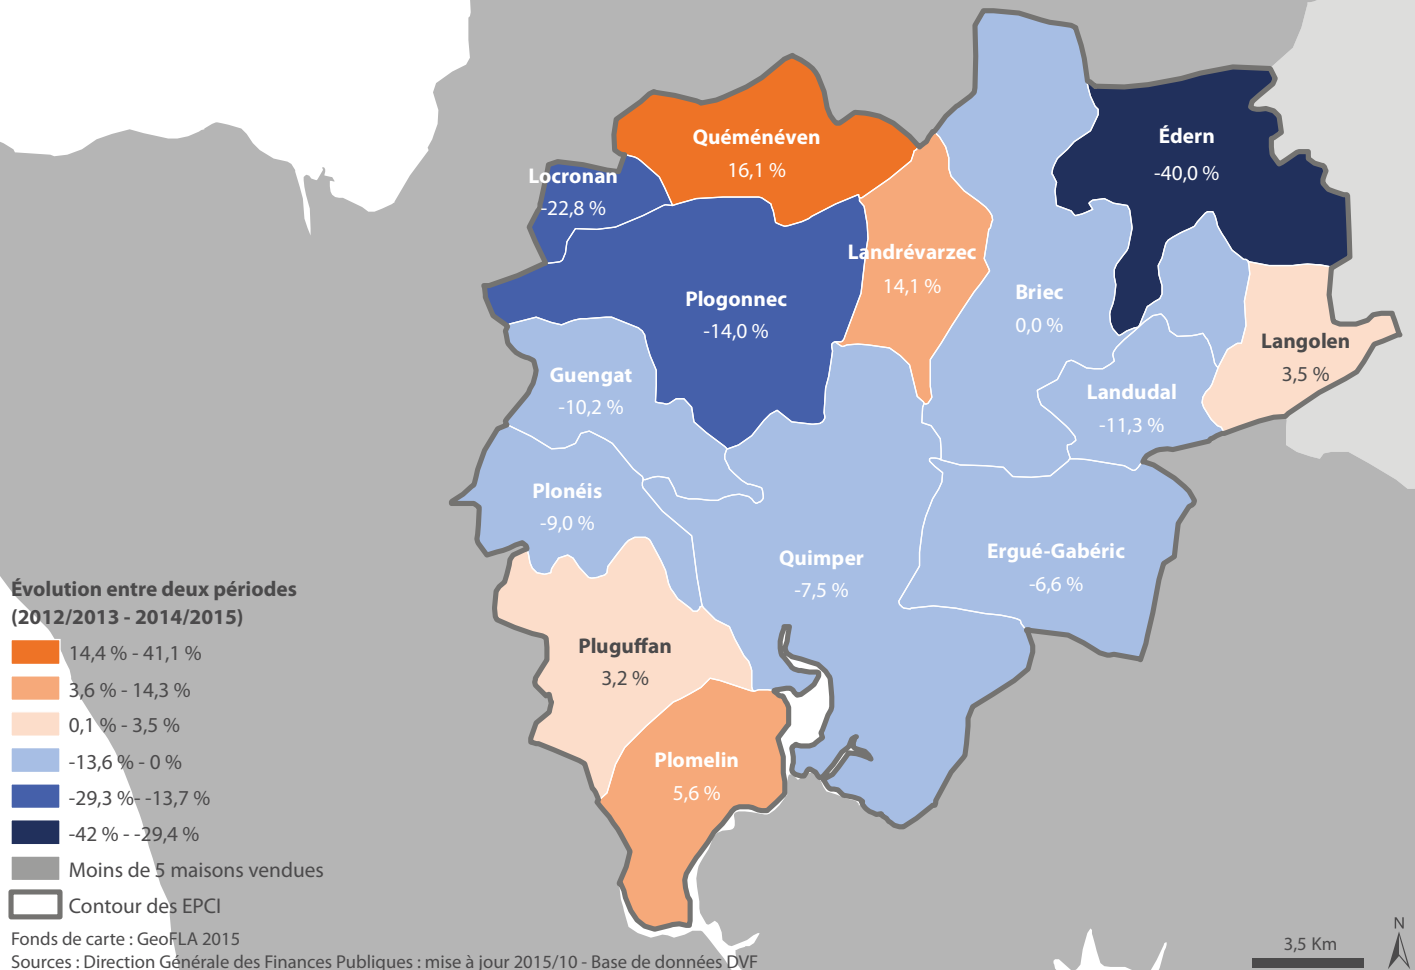 Quéménéven
16,1 %
Édern
-40,0 %
Locronan
-22,8 %
Landrévarzec
14,1 %
Plogonnec
-14,0 %
Briec
0,0 %
Langolen
3,5 %
Guengat
-10,2 %
Landudal
-11,3 %
Plonéis
-9,0 %
Quimper
-7,5 %
Ergué-Gabéric
-6,6 %
Pluguffan
3,2 %
Plomelin
5,6 %
Évolution entre deux périodes
(2012/2013 - 2014/2015)
14,4 % - 41,1 %
3,6 % - 14,3 %
0,1 % - 3,5 %
-13,6 % - 0 %
-29,3 %- -13,7 %
-42 % - -29,4 %
Moins de 5 maisons vendues
Contour des EPCI
Fonds de carte : GeoFLA 2015
Sources : Direction Générale des Finances Publiques : mise à jour 2015/10 - Base de données DVF
3,5 Km
N